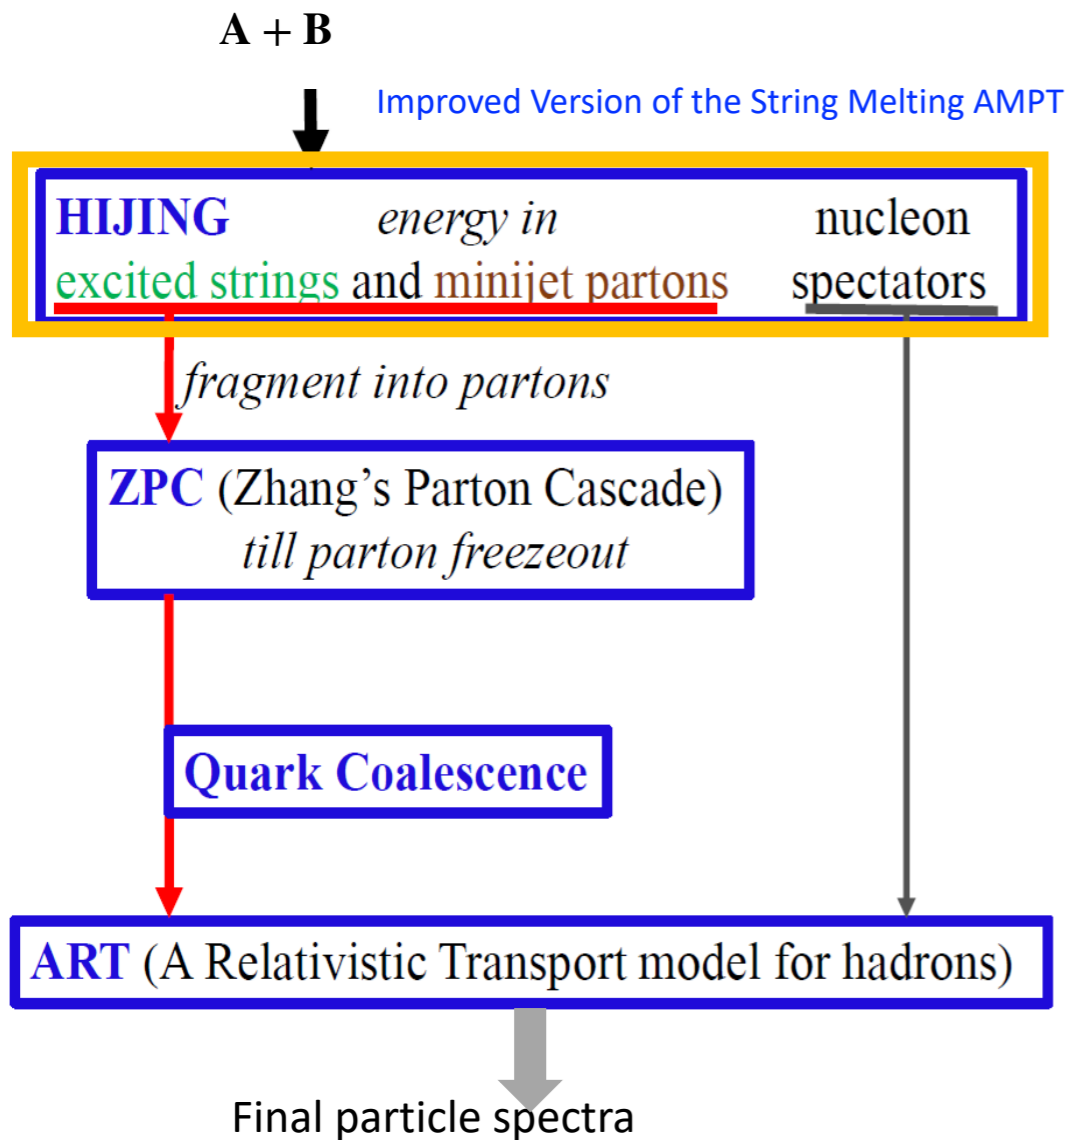 A + B
Improved Version of the String Melting AMPT
HIJING energy in nucleon
excited strings and minijet partons spectators
fragment into partons
ZPC (Zhang's Parton Cascade)
till parton freezeout
Quark Coalescence
ART (A Relativistic Transport model for hadrons)
Final particle spectra